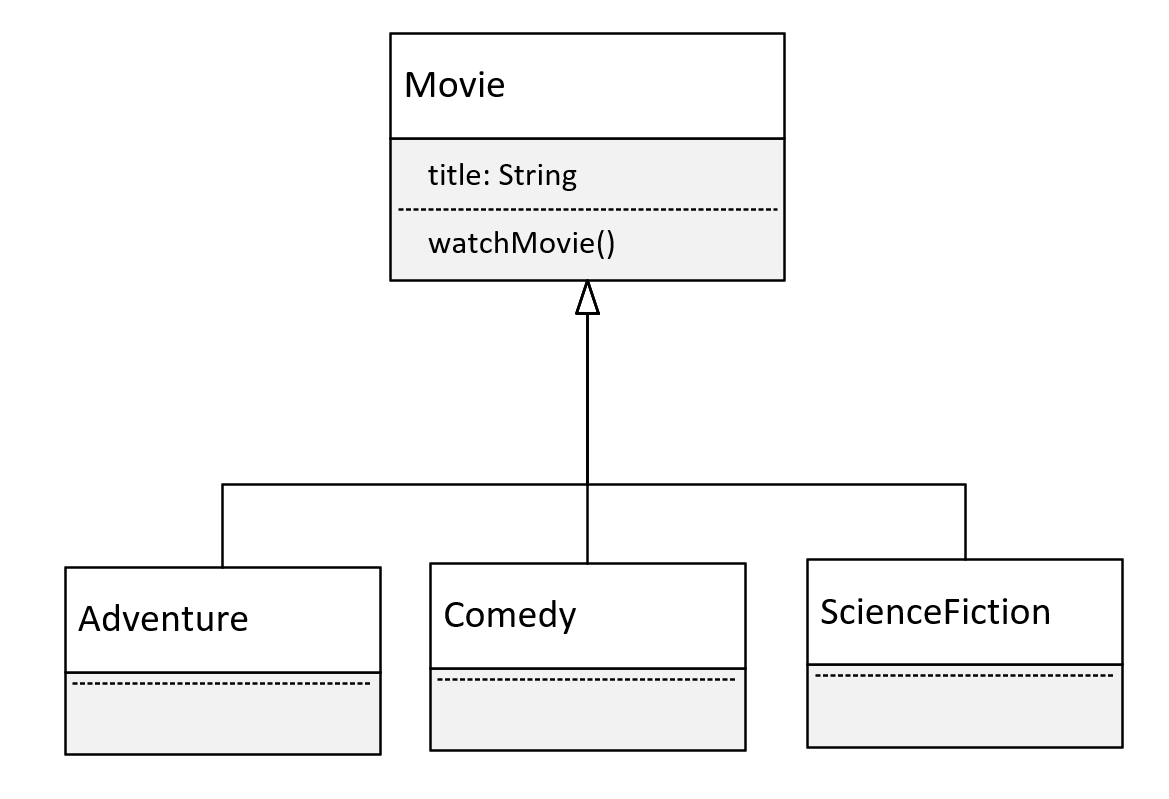 Movie
title: String
watchMovie()
Adventure
Comedy
ScienceFiction